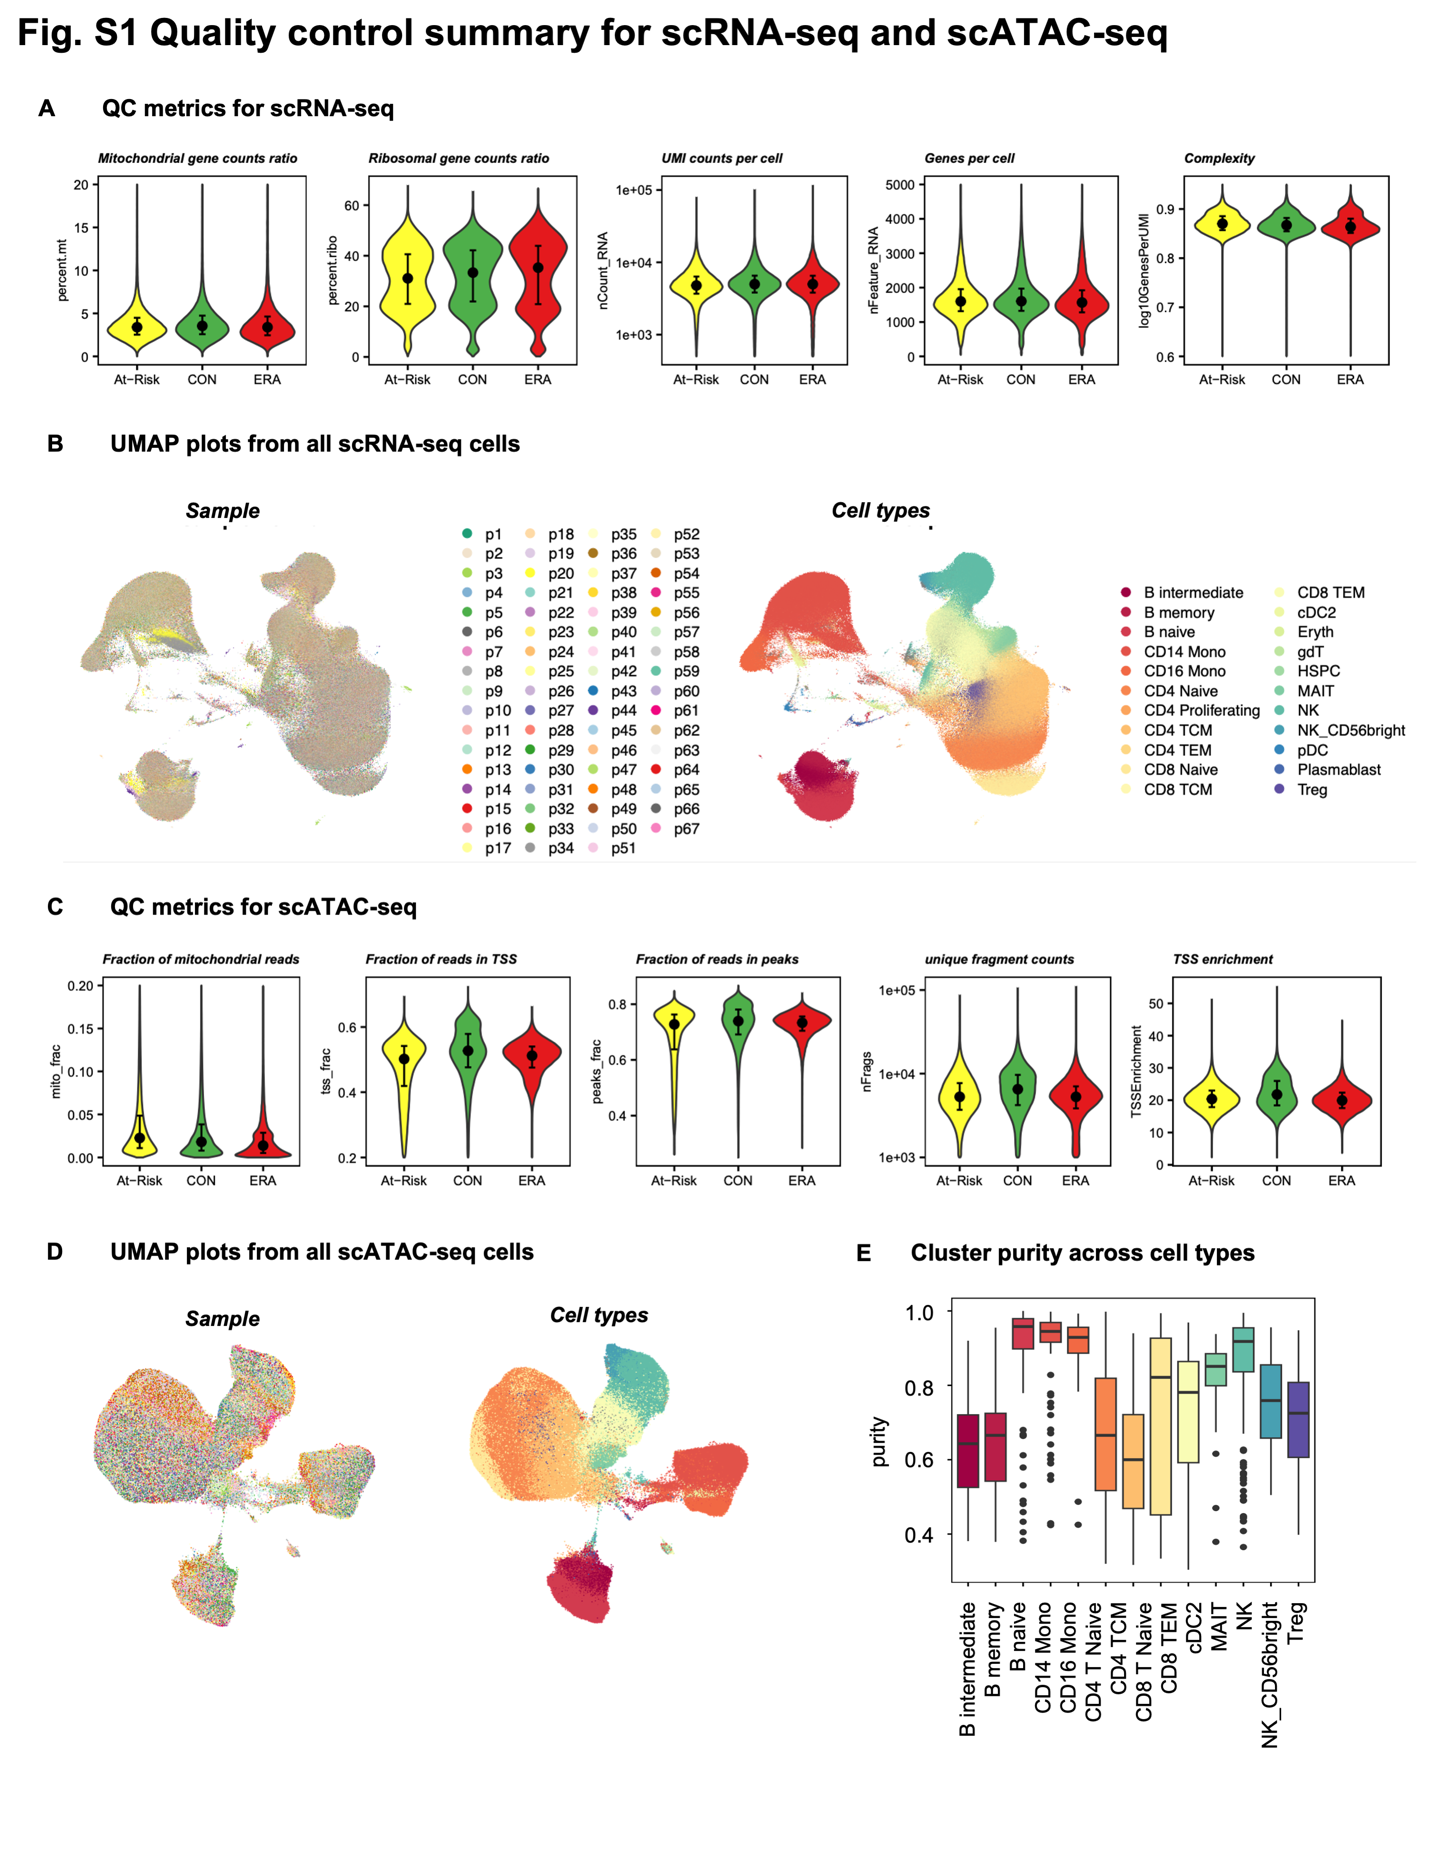 Fig. S1 Quality control summary for scRNA-seq and scATAC-seq
A QC metrics for scRNA-seq
Mitochondrial gene counts ratio
percent.mt
20
15
10
5
0
At−Risk CON ERA
Ribosomal gene counts ratio
percent.ribo
60
40
20
0
At−Risk CON ERA
UMI counts per cell
nCount_RNA
1e+05
1e+04
1e+03
At−Risk CON ERA
Genes per cell
nFeature_RNA
5000
4000
3000
2000
1000
0
At−Risk CON ERA
Complexity
log10GenesPerUMI
0.9
0.8
0.7
0.6
At−Risk CON ERA
B UMAP plots from all scRNA-seq cells
Sample
p1 p18 p35 p52
p2 p19 p36 p53
p3 p20 p37 p54
p4 p21 p38 p55
p5 p22 p39 p56
p6 p23 p40 p57
p7 p24 p41 p58
p8 p25 p42 p59
p9 p26 p43 p60
p10 p27 p44 p61
p11 p28 p45 p62
p12 p29 p46 p63
p13 p30 p47 p64
p14 p31 p48 p65
p15 p32 p49 p66
p16 p33 p50 p67
p17 p34 p51
Cell types
B intermediate CD8 TEM
B memory cDC2
B naive Eryth
CD14 Mono gdT
CD16 Mono HSPC
CD4 Naive MAIT
CD4 Proliferating NK
CD4 TCM NK_CD56bright
CD4 TEM pDC
CD8 Naive Plasmablast
CD8 TCM Treg
C QC metrics for scATAC-seq
Fraction of mitochondrial reads
mito_frac
0.20
0.15
0.10
0.05
0.00
At−Risk CON ERA
Fraction of reads in TSS
tss_frac
0.6
0.4
0.2
At−Risk CON ERA
Fraction of reads in peaks
peaks_frac
0.8
0.6
0.4
At−Risk CON ERA
unique fragment counts
nFrags
1e+05
1e+04
1e+03
At−Risk CON ERA
TSS enrichment
TSSEnrichment
50
40
30
20
10
0
At−Risk CON ERA
D UMAP plots from all scATAC-seq cells
Sample
Cell types
E Cluster purity across cell types
purity
1.0
0.8
0.6
0.4
B intermediate
B memory
B naive
CD14 Mono
CD16 Mono
CD4 T Naive
CD4 TCM
CD8 T Naive
CD8 TEM
cDC2
MAIT
NK
NK_CD56bright
Treg